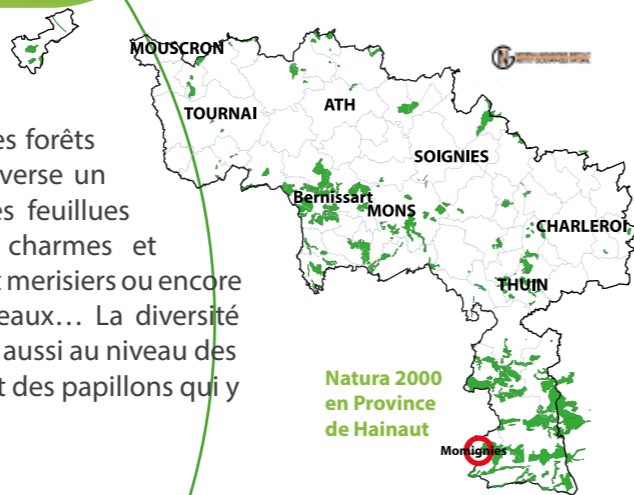 MOUSCRON
TOURNAI
ATH
SOIGNIES
Bernissart
MONS
CHARLEROI
THUIN
Momignies
es forêts
verse un
es feuillues
charmes et
t merisiers ou encore
eaux… La diversité
aussi au niveau des
t des papillons qui y
Natura 2000
en Province
de Hainaut